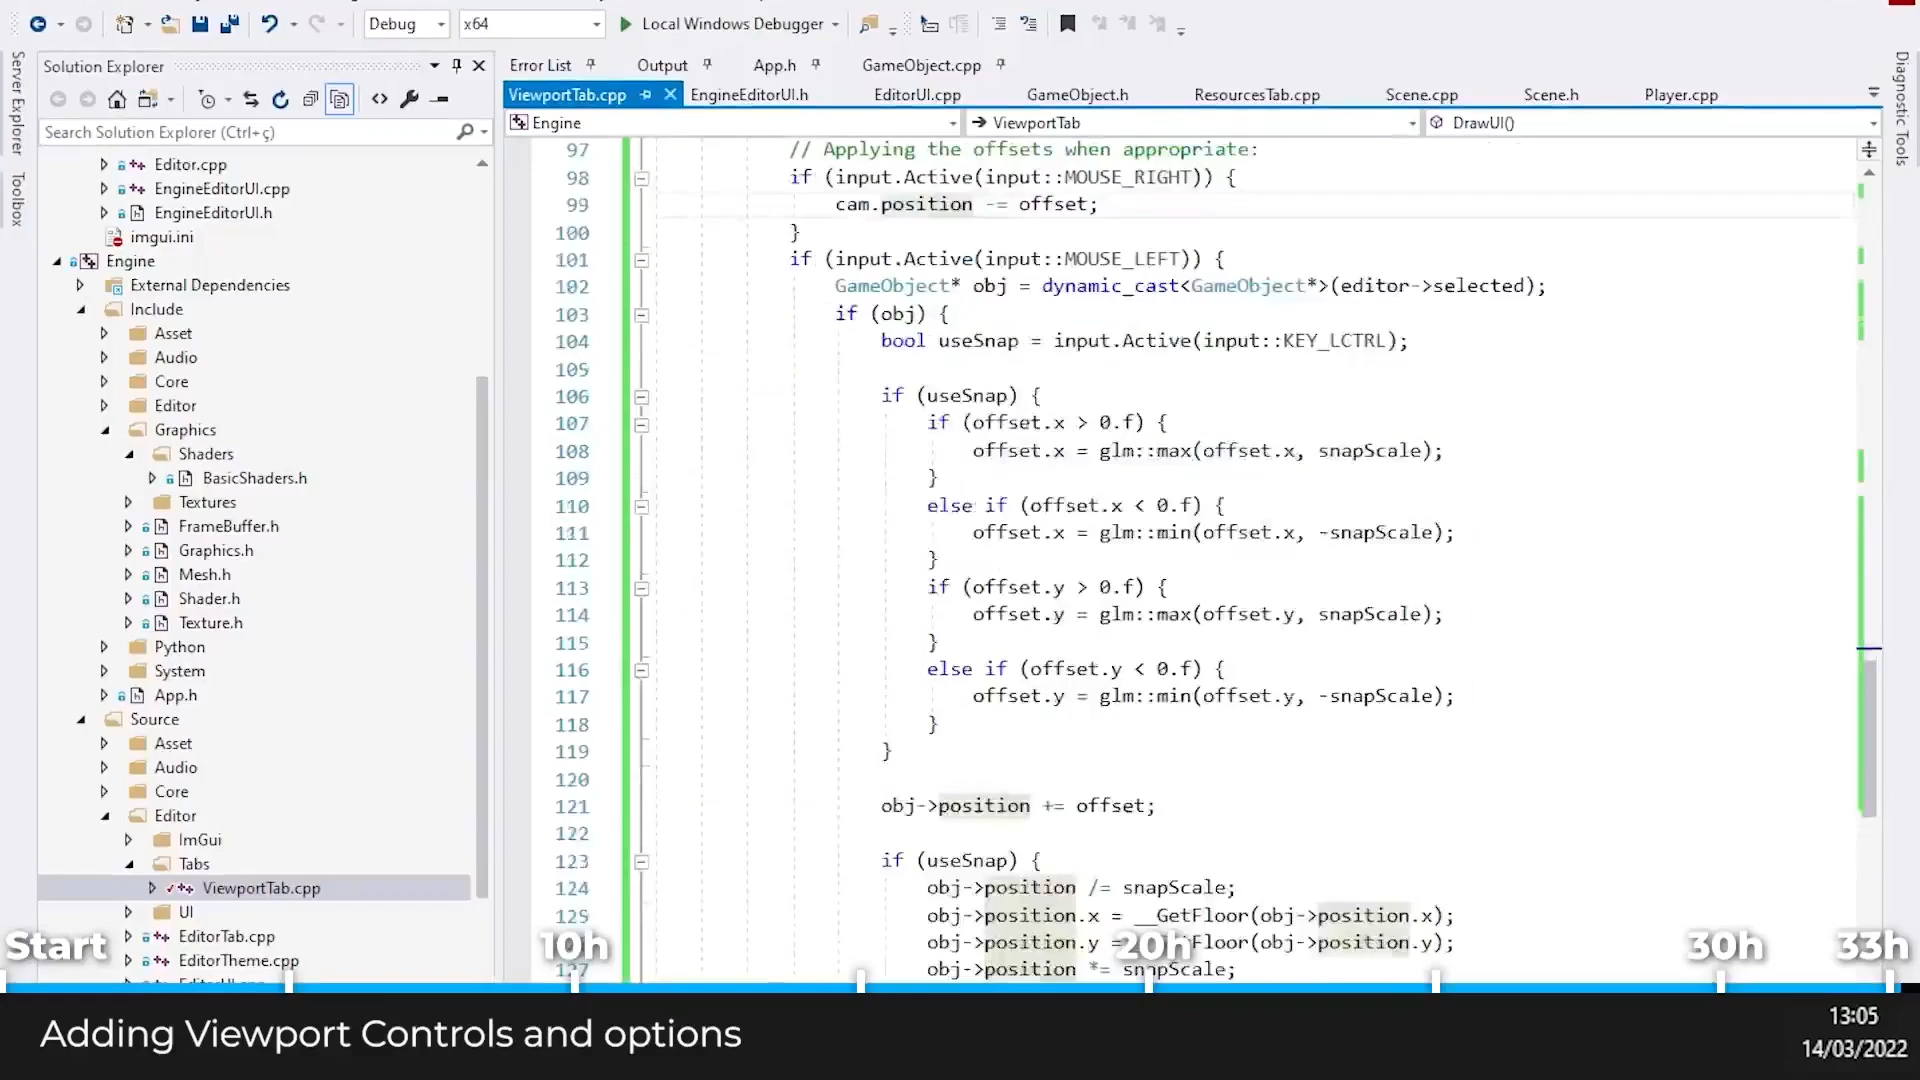 Debug
x64
Local Windows Debugger
Server Explorer
Toolbox
Solution Explorer
Search Solution Explorer (Ctrl+ç)
Editor.cpp
EngineEditorUI.cpp
EngineEditorUI.h
imgui.ini
Engine
External Dependencies
Include
Asset
Audio
Core
Editor
Graphics
Shaders
BasicShaders.h
Textures
FrameBuffer.h
Graphics.h
Mesh.h
Shader.h
Texture.h
Python
System
App.h
Source
Asset
Audio
Core
Editor
ImGui
Tabs
ViewportTab.cpp
UI
EditorTab.cpp
EditorTheme.cpp
Error List Output App.h GameObject.cpp
ViewportTab.cpp EngineEditorUI.h EditorUI.cpp GameObject.h ResourcesTab.cpp Scene.cpp Scene.h Player.cpp
Engine ViewportTab DrawUI()
97 // Applying the offsets when appropriate:
98 if (input.Active(input::MOUSE_RIGHT)) {
99 cam.position -= offset;
100 }
101 if (input.Active(input::MOUSE_LEFT)) {
102 GameObject* obj = dynamic_cast<GameObject*>(editor->selected);
103 if (obj) {
104 bool useSnap = input.Active(input::KEY_LCTRL);
105
106 if (useSnap) {
107 if (offset.x > 0.f) {
108 offset.x = glm::max(offset.x, snapScale);
109 }
110 else if (offset.x < 0.f) {
111 offset.x = glm::min(offset.x, -snapScale);
112 }
113 if (offset.y > 0.f) {
114 offset.y = glm::max(offset.y, snapScale);
115 }
116 else if (offset.y < 0.f) {
117 offset.y = glm::min(offset.y, -snapScale);
118 }
119 }
120
121 obj->position += offset;
122
123 if (useSnap) {
124 obj->position /= snapScale;
125 obj->position.x = __GetFloor(obj->position.x);
obj->position.y = Floor(obj->position.y);
127 obj->position *= snapScale;
Diagnostic Tools
Start 10h 20h 30h 33h
Adding Viewport Controls and options
13:05
14/03/2022